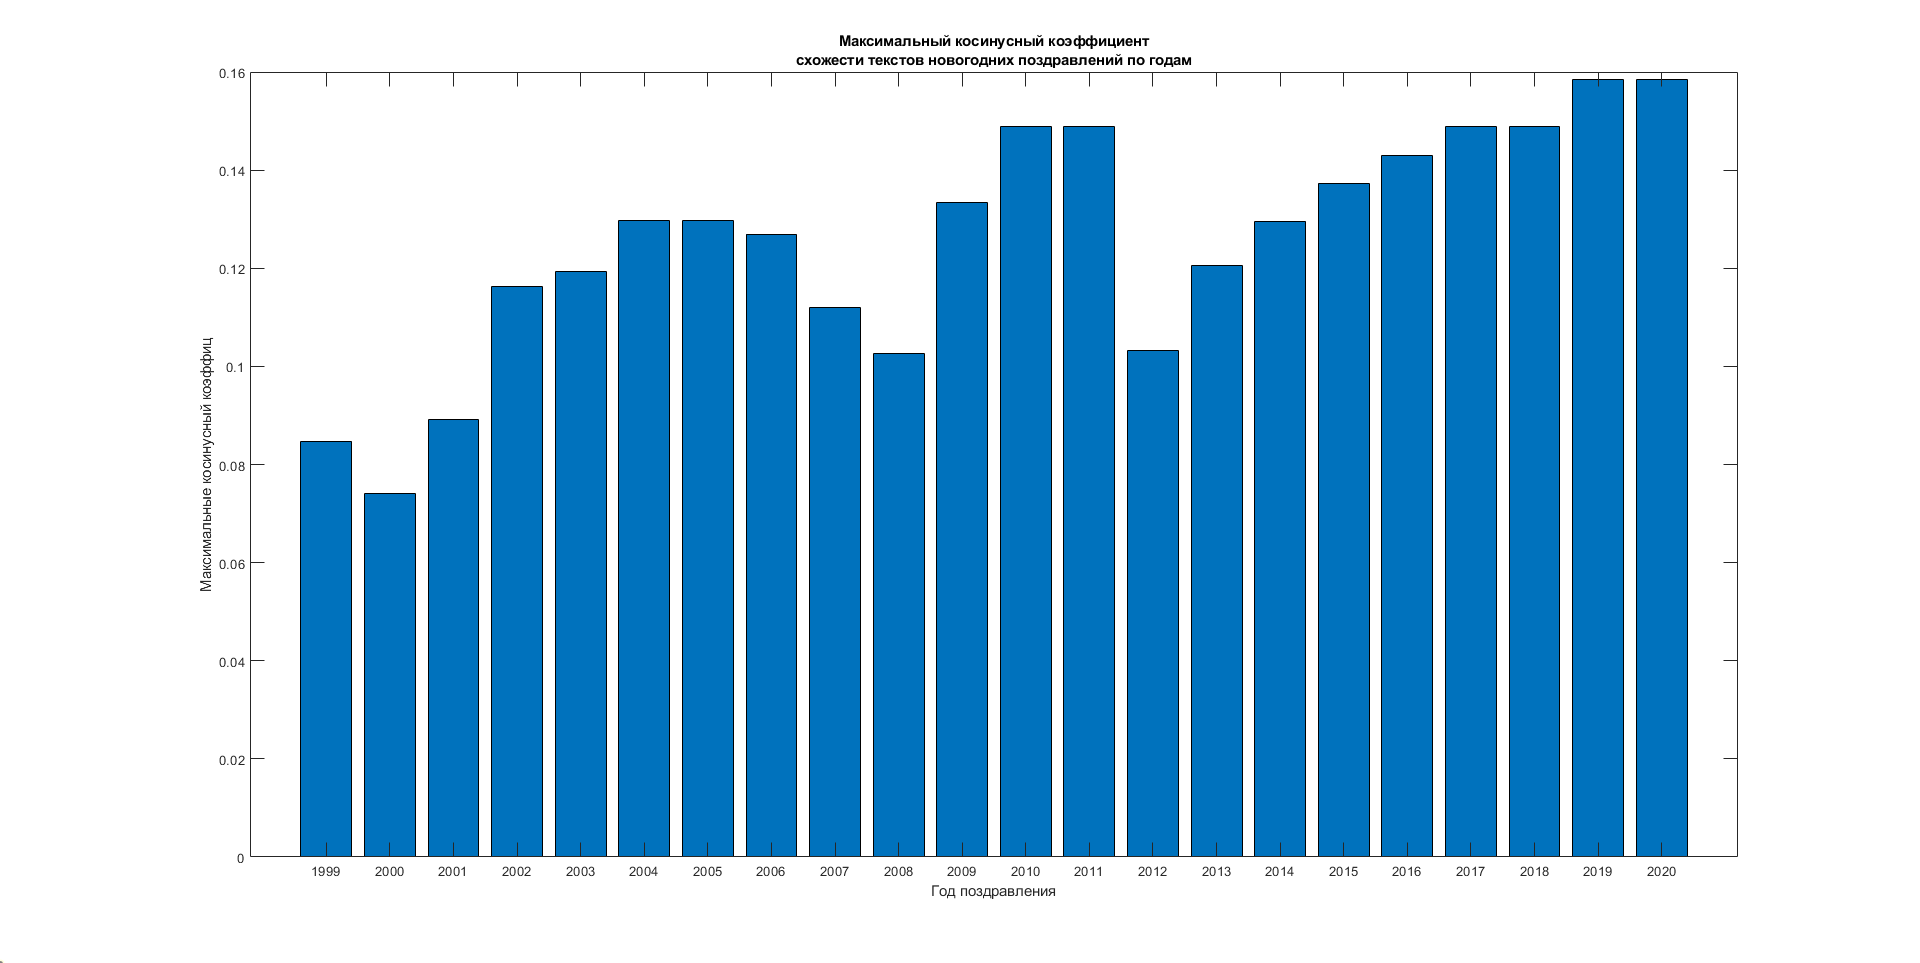 Максимальный косинусный коэффициент
схожести текстов новогодних поздравлений по годам
0.16
0.14
0.12
0.1
0.08
0.06
0.04
0.02
0
Максимальные косинусный коэффиц
1999 2000 2001 2002 2003 2004 2005 2006 2007 2008 2009 2010 2011 2012 2013 2014 2015 2016 2017 2018 2019 2020
Год поздравления